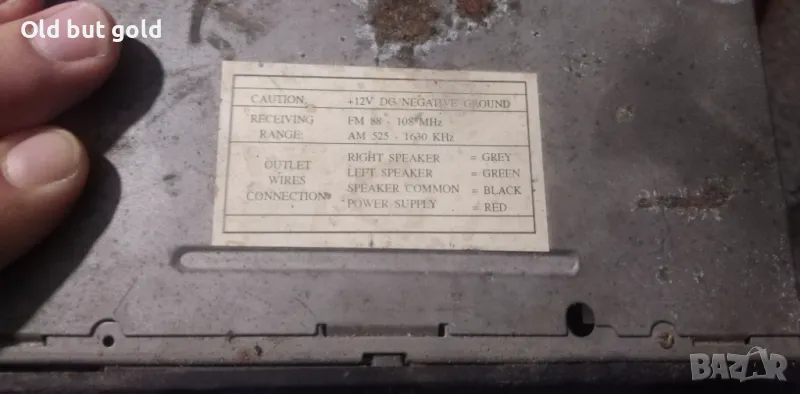 Old but gold
CAUTION: +12V DC NEGATIVE GROUND
RECEIVING FM 88 - 108 MHz
RANGE: AM 525 - 1630 KHz
OUTLET RIGHT SPEAKER = GREY
WIRES LEFT SPEAKER = GREEN
CONNECTION SPEAKER COMMON = BLACK
POWER SUPPLY = RED
BAZAR